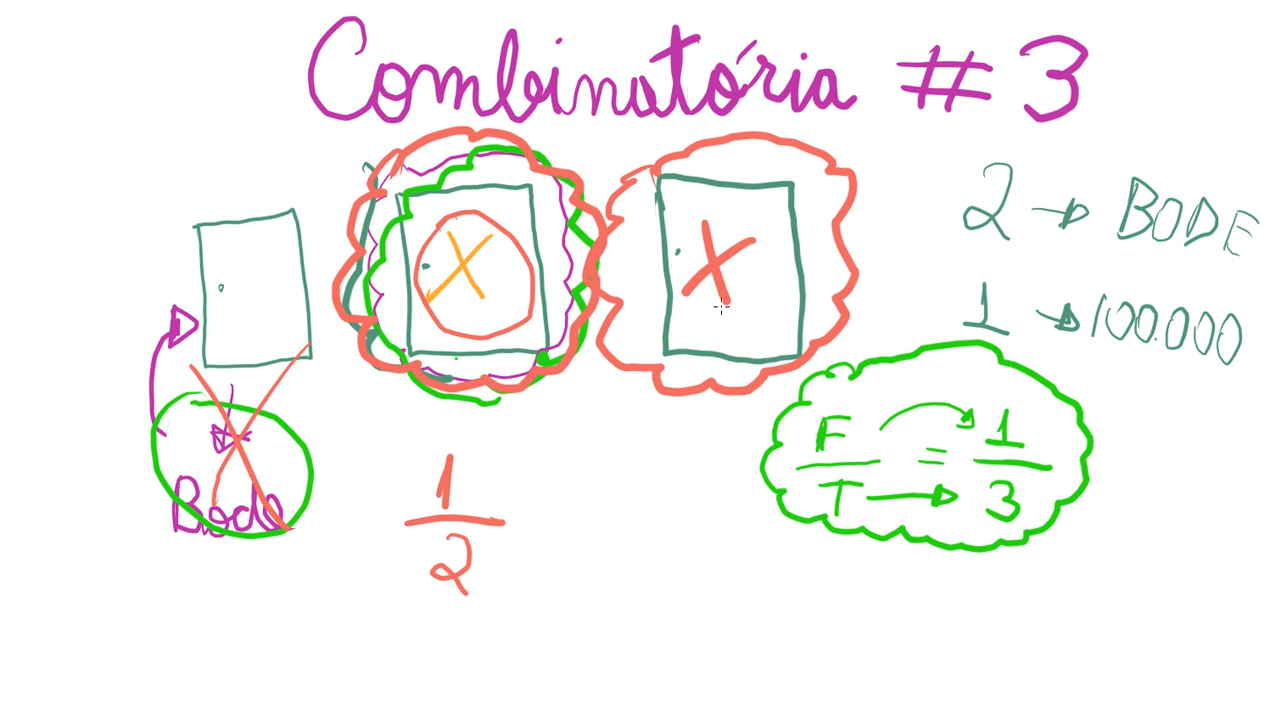 Combinatória # 3
2 → BODE
1 → 100.000
X
X
F/T = 1/3
Bode
1/2